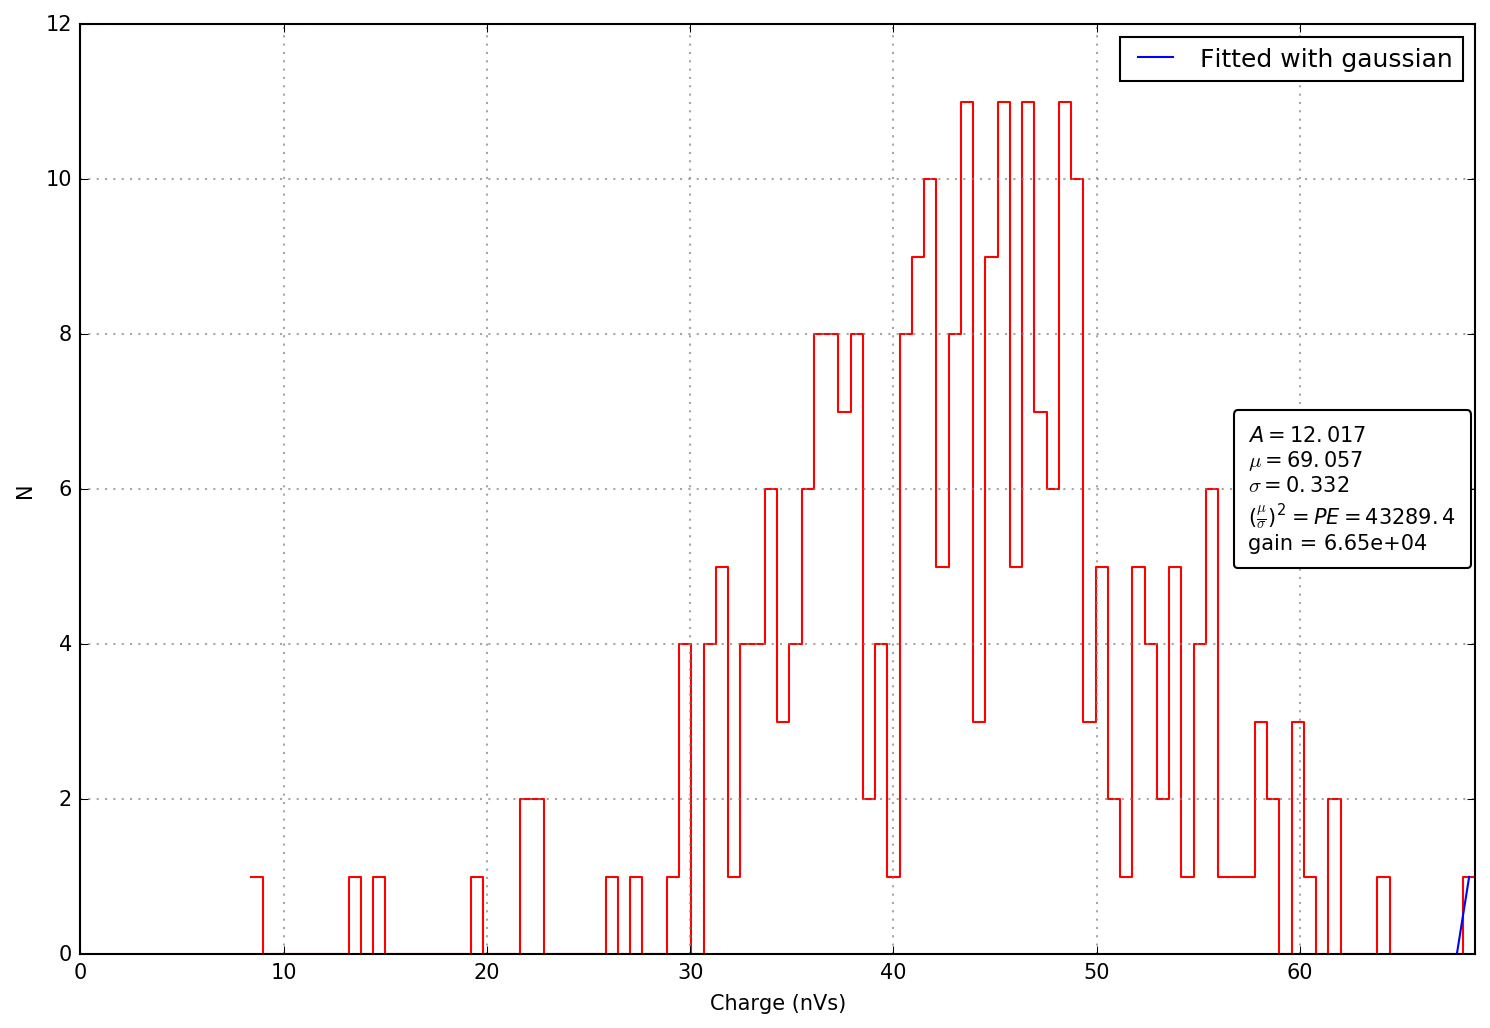 12
10
8
6
4
2
0
N
0 10 20 30 40 50 60
Charge (nVs)
Fitted with gaussian
A = 12.017
μ = 69.057
σ = 0.332
(μ/σ)² = PE = 43289.4
gain = 6.65e+04